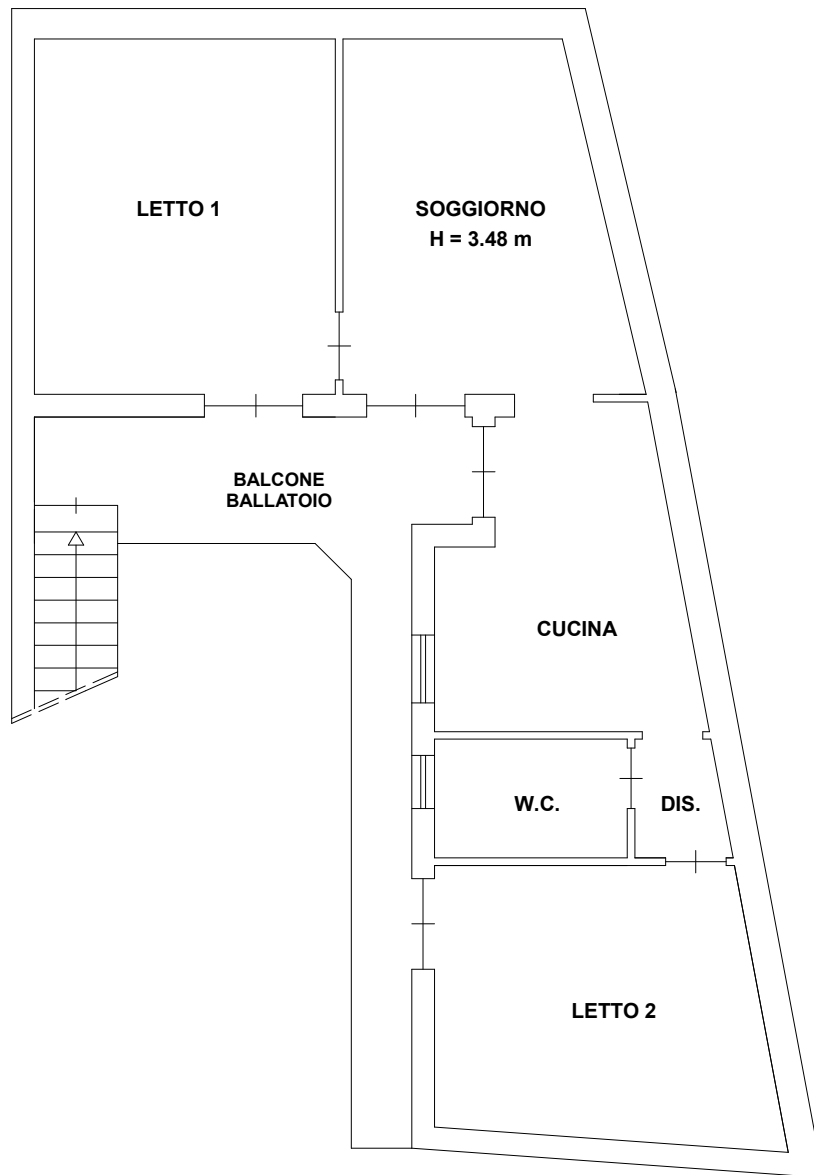 LETTO 1
SOGGIORNO
H = 3.48 m
BALCONE
BALLATOIO
CUCINA
W.C.
DIS.
LETTO 2